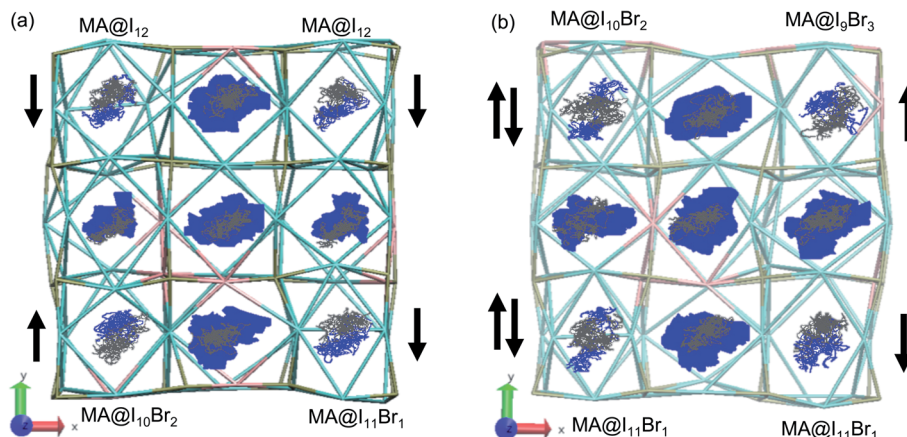 (a)
MA@I₁₂
MA@I₁₂
MA@I₁₀Br₂
MA@I₁₁Br₁
y
z
x
(b)
MA@I₁₀Br₂
MA@I₉Br₃
MA@I₁₁Br₁
MA@I₁₁Br₁
y
z
x